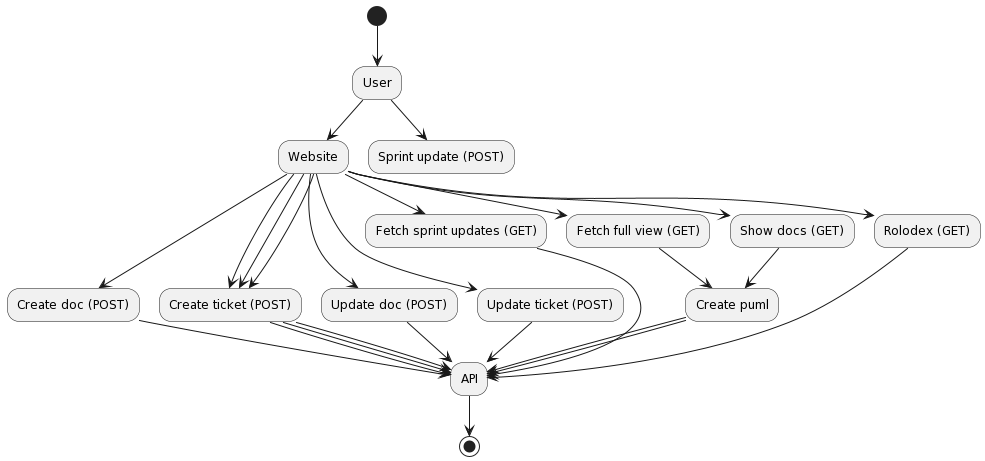 User
Website
Sprint update (POST)
Fetch sprint updates (GET)
Fetch full view (GET)
Show docs (GET)
Rolodex (GET)
Create doc (POST)
Create ticket (POST)
Update doc (POST)
Update ticket (POST)
Create puml
API